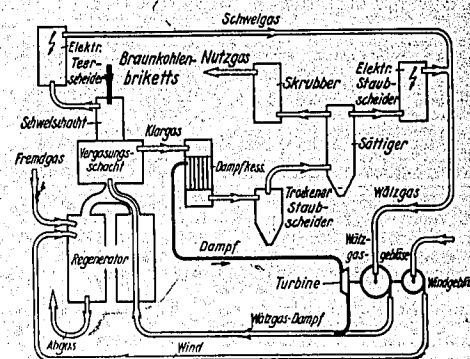 Schwelgas
Elektr.
Teer-
scheider
Braunkohlen-
briketts
Nutzgas
Skrubber
Elektr.
Staub-
scheider
Schwelschacht
Klargas
Sättiger
Vergasungs-
schacht
Dampfkess.
Fremdgas
Trockener
Staub-
scheider
Wälzgas
Regenerator
Dampf
Wälz-
gas-
gebläse
Turbine
Windgebläse
Wälzgas-Dampf
Abgas
Wind